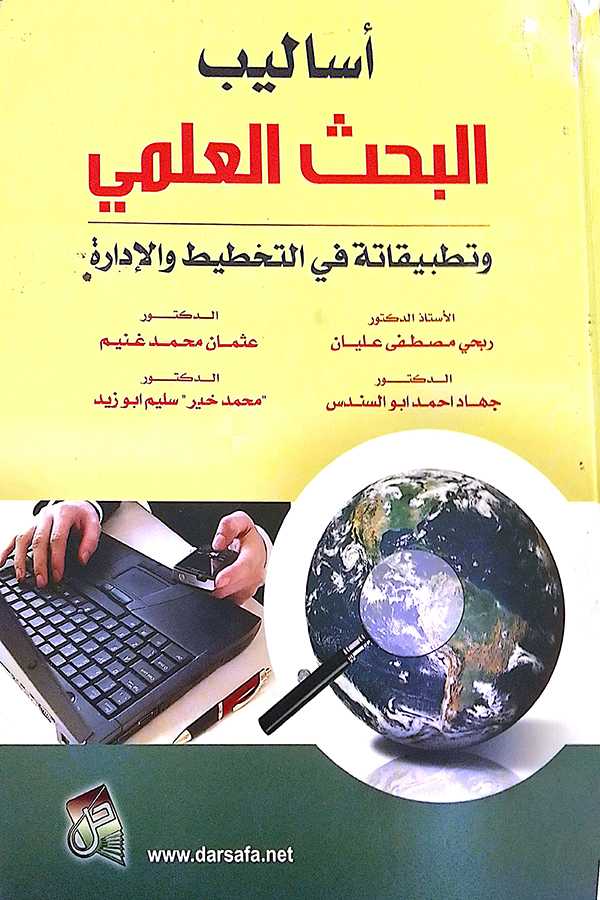 أساليب
البحث العلمي
وتطبيقاتة في التخطيط والإدارة
الأستاذ الدكتور
ربحي مصطفى عليان
الدكتور
عثمان محمد غنيم
الدكتور
جهاد احمد ابو السندس
الدكتور
"محمد خير" سليم ابو زيد
www.darsafa.net